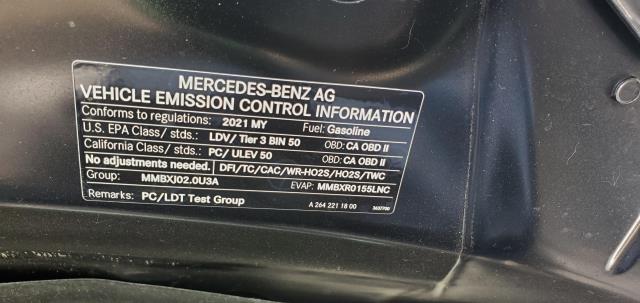 MERCEDES-BENZ AG
VEHICLE EMISSION CONTROL INFORMATION
Conforms to regulations: 2021 MY Fuel: Gasoline
U.S. EPA Class/ stds.: LDV/ Tier 3 BIN 50 OBD: CA OBD II
California Class/ stds.: PC/ ULEV 50 OBD: CA OBD II
No adjustments needed. DFI/TC/CAC/WR-HO2S/HO2S/TWC
Group: MMBXJ02.0U3A EVAP: MMBXR0155LNC
Remarks: PC/LDT Test Group A 264 221 18 00